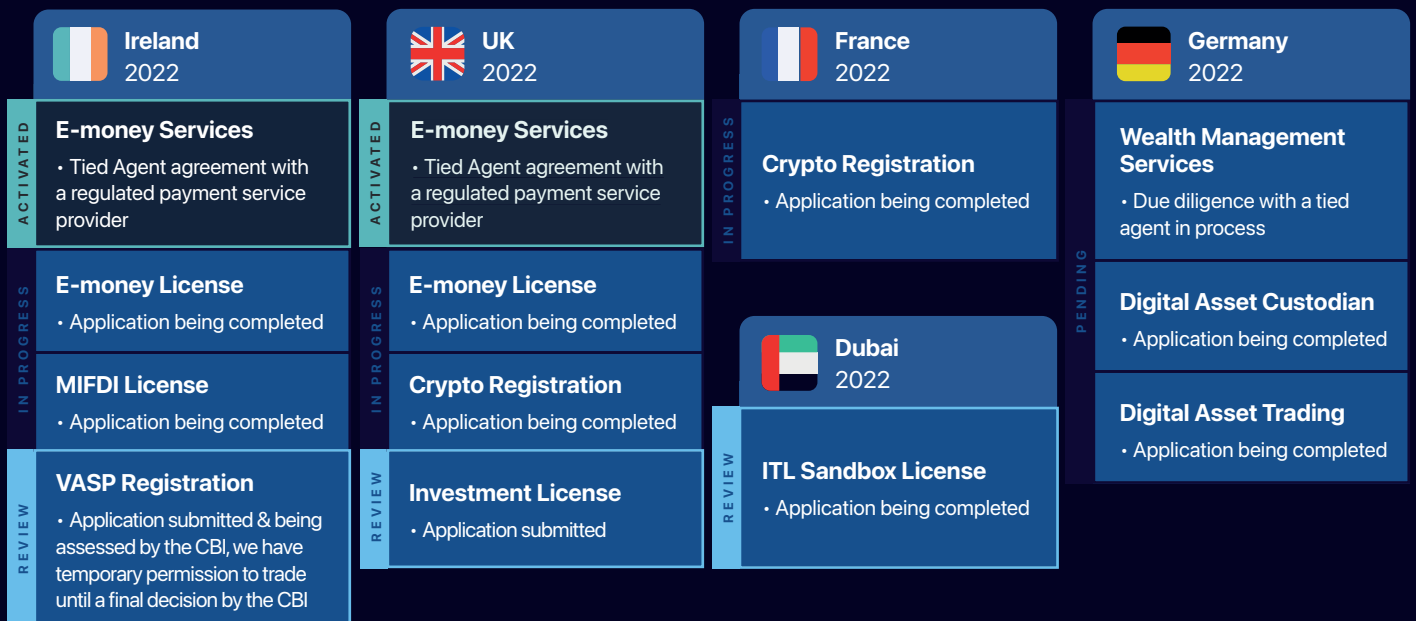 Ireland
2022
ACTIVATED
E-money Services
• Tied Agent agreement with
a regulated payment service
provider
IN PROGRESS
E-money License
• Application being completed
MIFDI License
• Application being completed
REVIEW
VASP Registration
• Application submitted & being
assessed by the CBI, we have
temporary permission to trade
until a final decision by the CBI
UK
2022
ACTIVATED
E-money Services
• Tied Agent agreement with
a regulated payment service
provider
IN PROGRESS
E-money License
• Application being completed
Crypto Registration
• Application being completed
REVIEW
Investment License
• Application submitted
France
2022
IN PROGRESS
Crypto Registration
• Application being completed
Dubai
2022
REVIEW
ITL Sandbox License
• Application being completed
Germany
2022
PENDING
Wealth Management
Services
• Due diligence with a tied
agent in process
Digital Asset Custodian
• Application being completed
Digital Asset Trading
• Application being completed